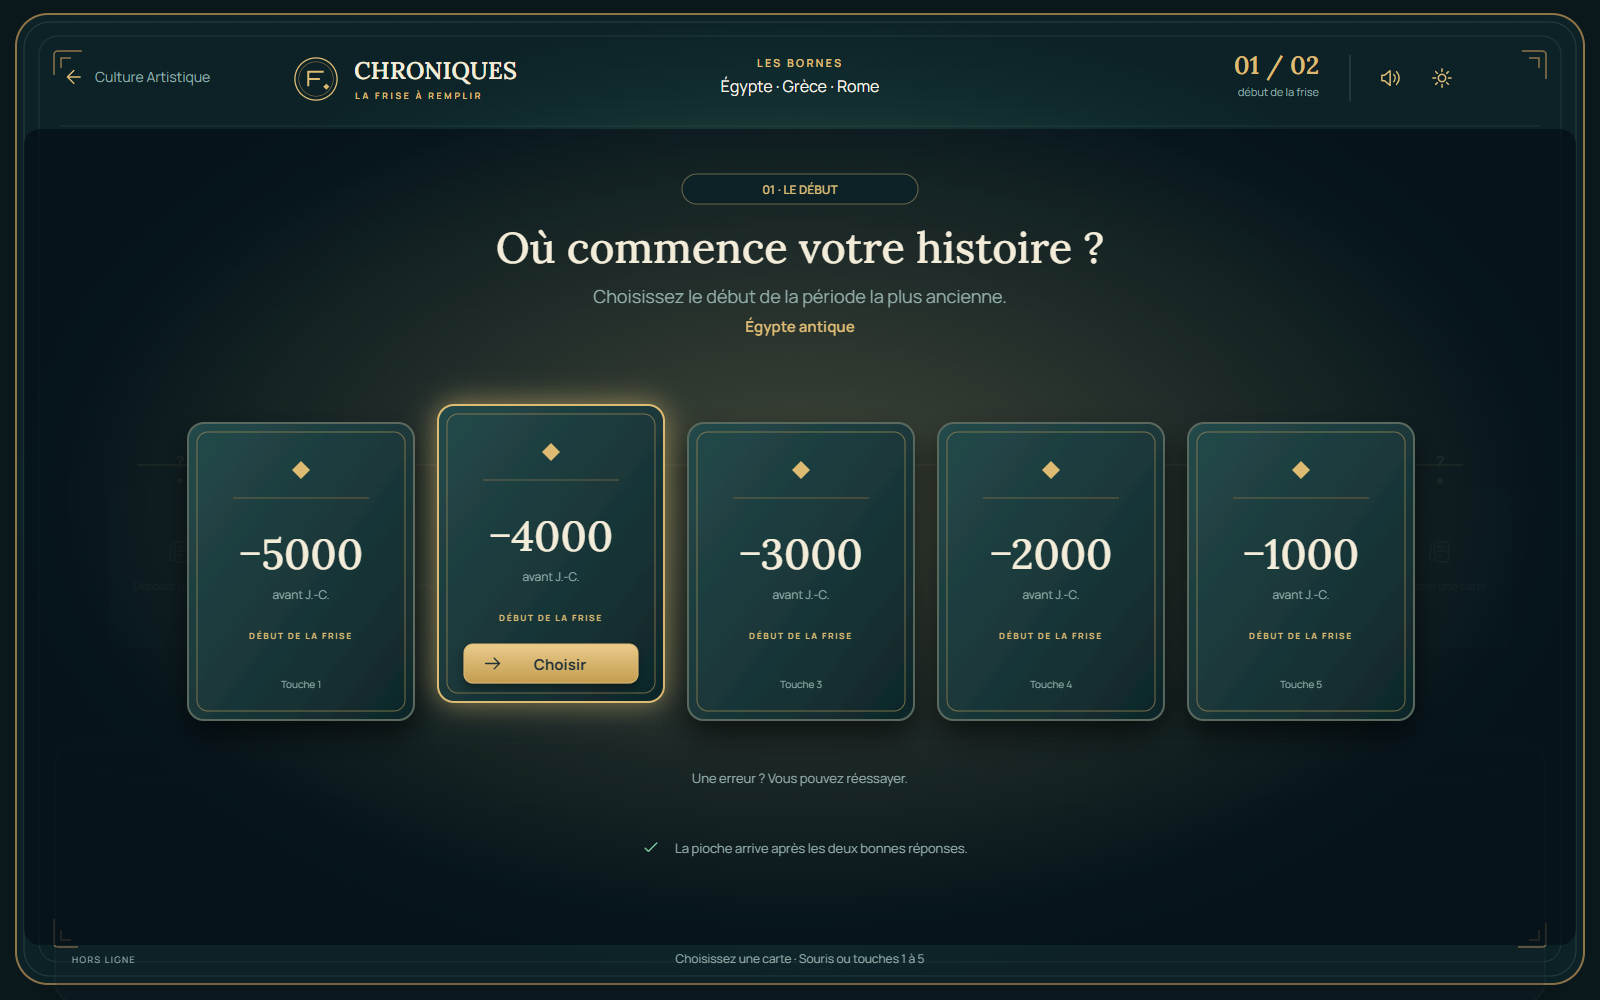 Culture Artistique
CHRONIQUES
LA FRISE À REMPLIR
LES BORNES
Égypte · Grèce · Rome
01 / 02
début de la frise
01 · LE DÉBUT
Où commence votre histoire ?
Choisissez le début de la période la plus ancienne.
Égypte antique
–5000
avant J.-C.
DÉBUT DE LA FRISE
Touche 1
–4000
avant J.-C.
DÉBUT DE LA FRISE
Choisir
–3000
avant J.-C.
DÉBUT DE LA FRISE
Touche 3
–2000
avant J.-C.
DÉBUT DE LA FRISE
Touche 4
–1000
avant J.-C.
DÉBUT DE LA FRISE
Touche 5
Une erreur ? Vous pouvez réessayer.
La pioche arrive après les deux bonnes réponses.
HORS LIGNE
Choisissez une carte · Souris ou touches 1 à 5